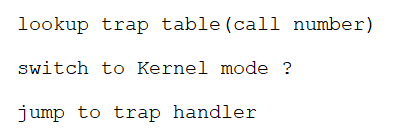 lookup trap table(call number)
switch to Kernel mode ?
jump to trap handler